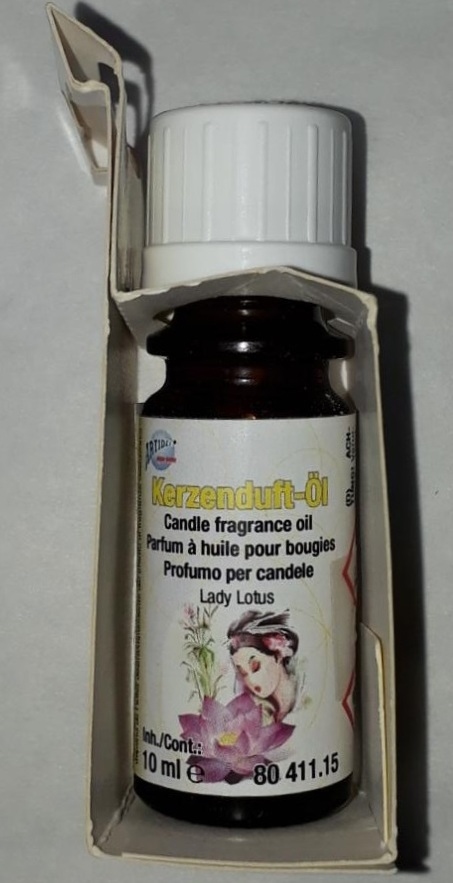 Kerzenduft-Öl
Candle fragrance oil
Parfum à huile pour bougies
Profumo per candele
Lady Lotus
Inh./Cont.:
10 ml e
80 411.15
ACH-